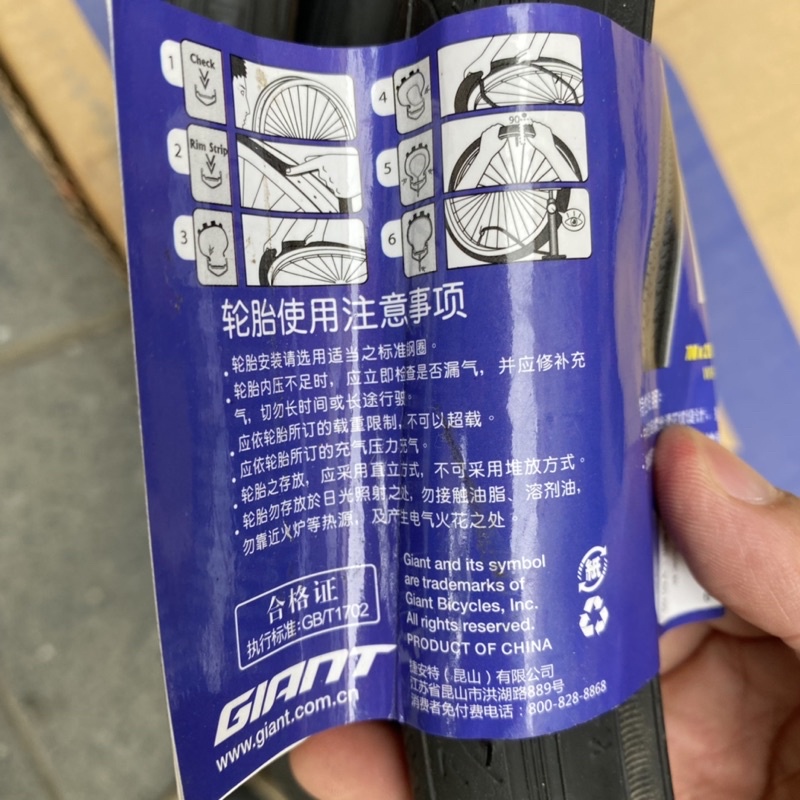 1
Check
2
Rim Strip
3
4
5
90°
6
轮胎使用注意事项
·轮胎安装请选用适当之标准钢圈。
·轮胎内压不足时，应立即检查是否漏气，并应修补充
气，切勿长时间或长途行驶。
·应依轮胎所订的载重限制，不可以超载。
·应依轮胎所订的充气压力充气。
·轮胎之存放，应采用直立方式，不可采用堆放方式。
·轮胎勿存放於日光照射之处，勿接触油脂、溶剂油，
勿靠近火炉等热源，及产生电气火花之处。
合格证
执行标准:GB/T1702
GIANT
www.giant.com.cn
Giant and its symbol
are trademarks of
Giant Bicycles, Inc.
All rights reserved.
PRODUCT OF CHINA
紙
捷安特（昆山）有限公司
江苏省昆山市洪湖路889号
消费者免付费电话：800-828-8868